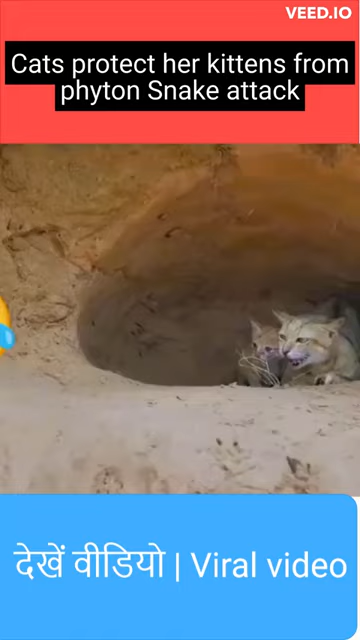 VEED.IO
Cats protect her kittens from
phyton Snake attack
देखें वीडियो | Viral video